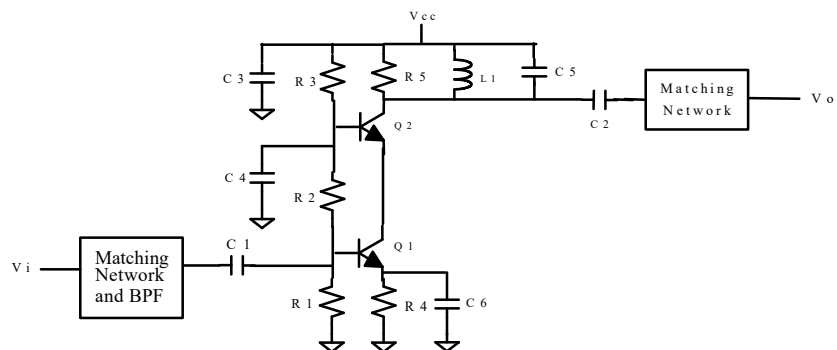 Vcc
C 3
R 3
R 5
L 1
C 5
Matching
Network
Vo
C 2
Q 2
C 4
R 2
Vi
Matching
Network
and BPF
C 1
Q 1
R 1
R 4
C 6